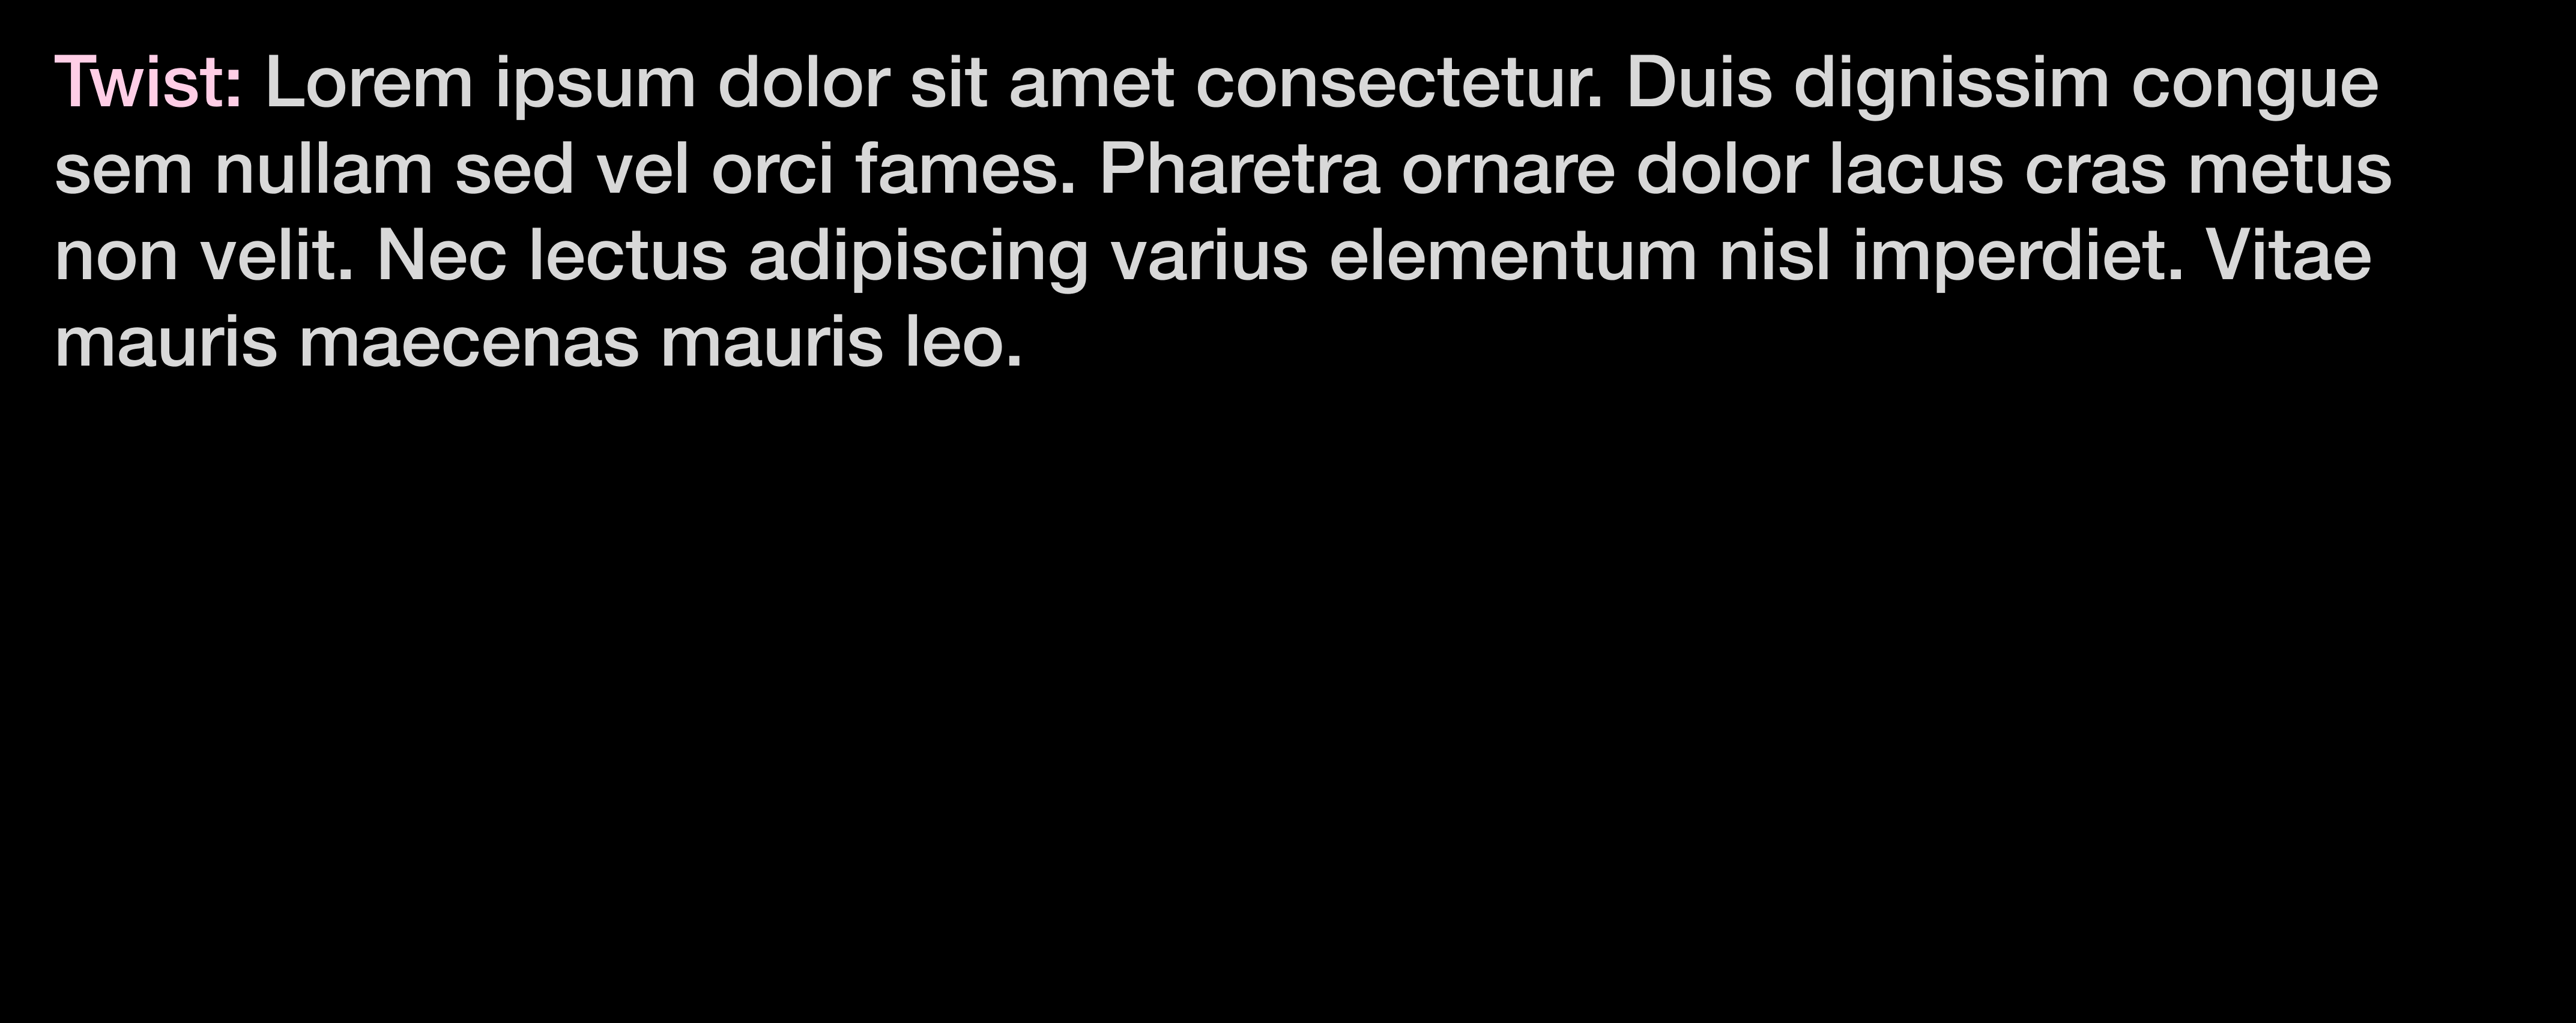 Twist: Lorem ipsum dolor sit amet consectetur. Duis dignissim congue
sem nullam sed vel orci fames. Pharetra ornare dolor lacus cras metus
non velit. Nec lectus adipiscing varius elementum nisl imperdiet. Vitae
mauris maecenas mauris leo.